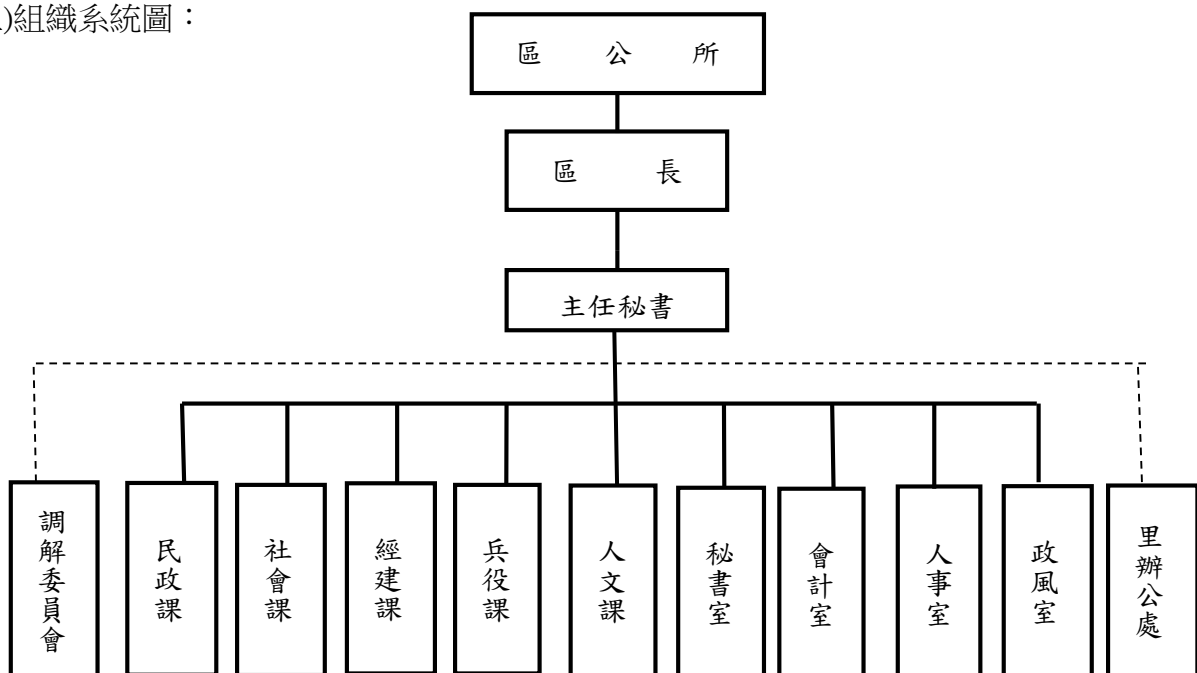 )組織系統圖：
區 公 所
區 長
主任秘書
調解委員會
民政課
社會課
經建課
兵役課
人文課
秘書室
會計室
人事室
政風室
里辦公處